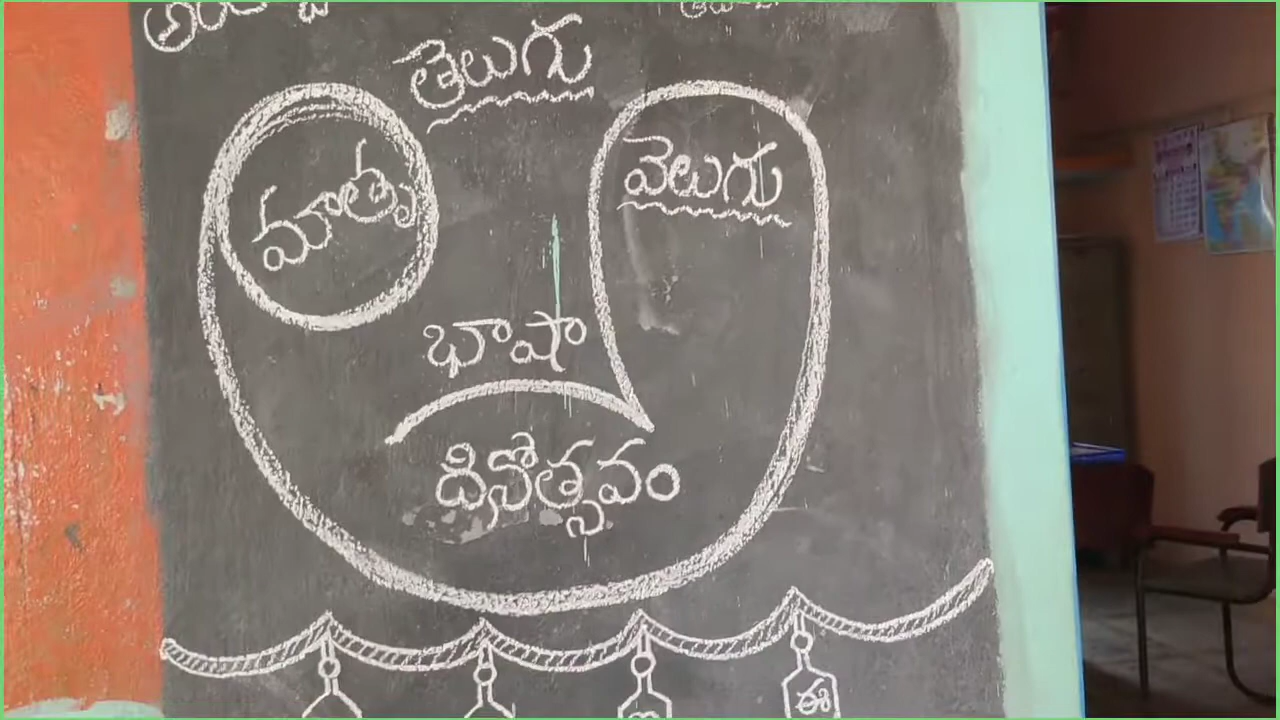 తెలుగు
వెలుగు
మాతృ
భాషా
దినోత్సవం
ఈ